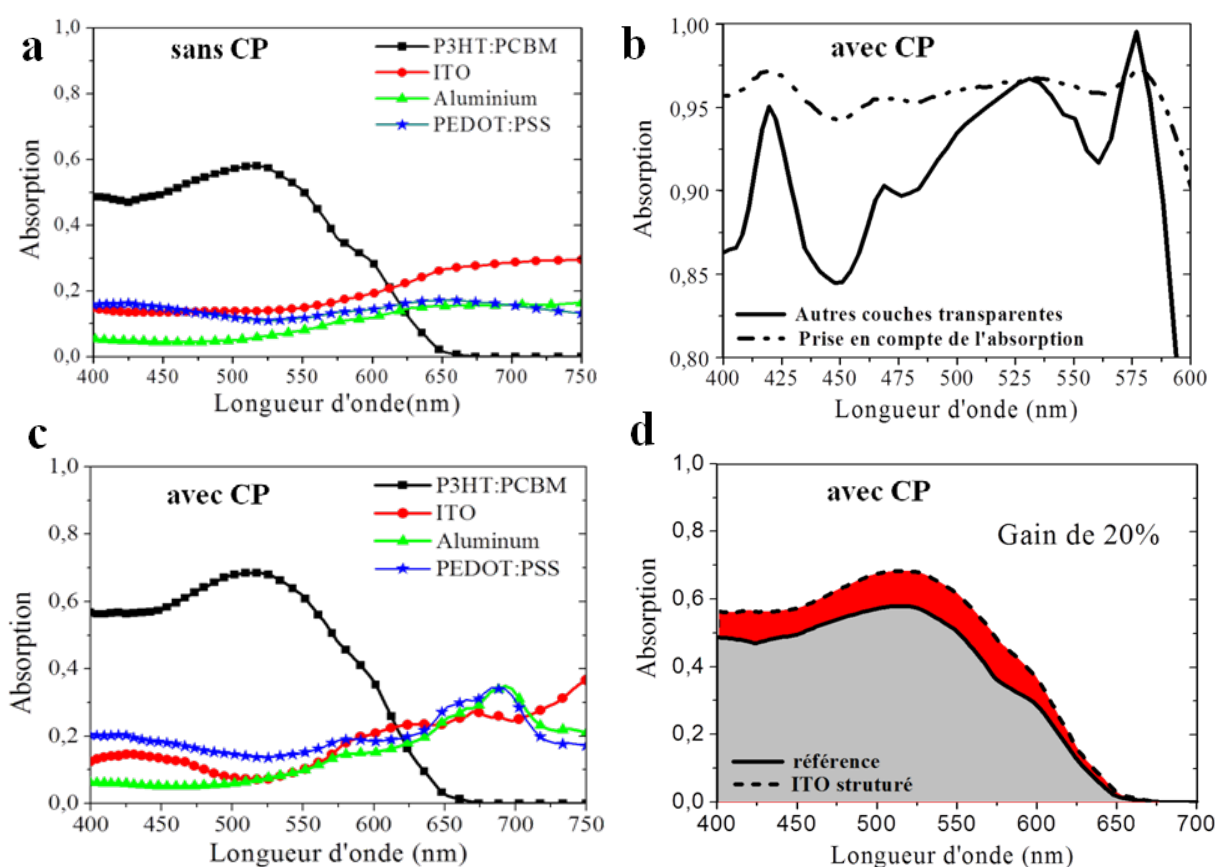 a
sans CP
P3HT:PCBM
ITO
Aluminium
PEDOT:PSS
1,0
0,8
0,6
0,4
0,2
0,0
Absorption
400 450 500 550 600 650 700 750
Longueur d'onde(nm)
b
avec CP
1,00
0,95
0,90
0,85
0,80
Absorption
Autres couches transparentes
Prise en compte de l'absorption
400 425 450 475 500 525 550 575 600
Longueur d'onde (nm)
c
avec CP
P3HT:PCBM
ITO
Aluminum
PEDOT:PSS
1,0
0,8
0,6
0,4
0,2
0,0
Absorption
400 450 500 550 600 650 700 750
Longueur d'onde (nm)
d
avec CP
Gain de 20%
1,0
0,8
0,6
0,4
0,2
0,0
Absorption
référence
ITO struturé
400 450 500 550 600 650 700
Longueur d'onde (nm)